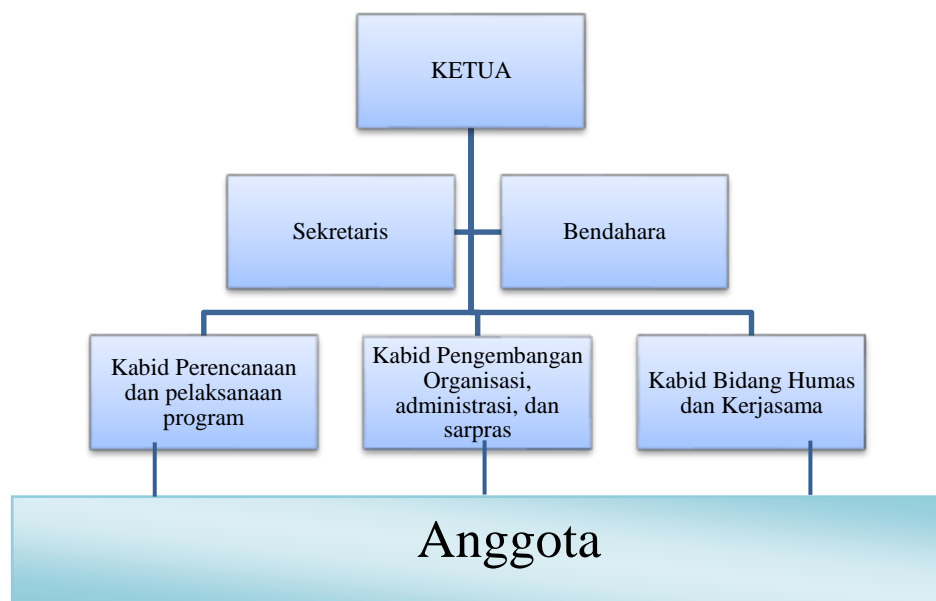 KETUA
Sekretaris
Bendahara
Kabid Perencanaan
dan pelaksanaan
program
Kabid Pengembangan
Organisasi,
administrasi, dan
sarpras
Kabid Bidang Humas
dan Kerjasama
Anggota